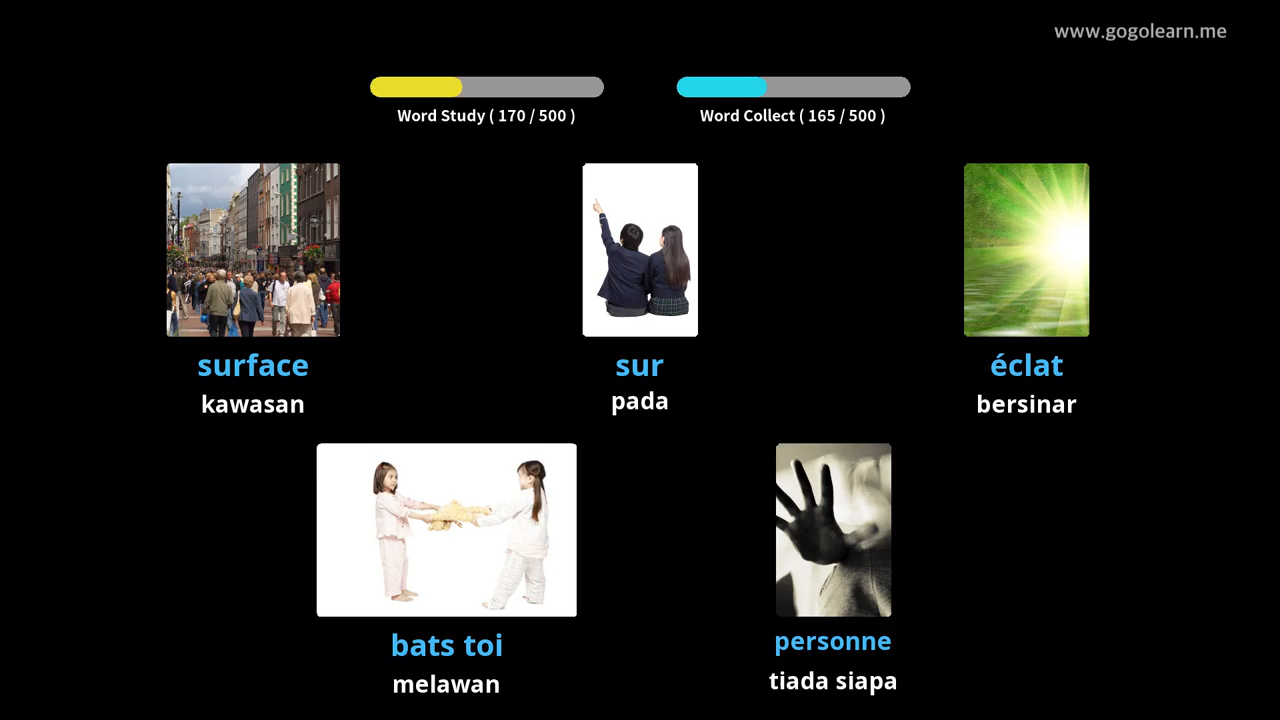 www.gogolearn.me
Word Study ( 170 / 500 )
Word Collect ( 165 / 500 )
surface
kawasan
sur
pada
éclat
bersinar
bats toi
melawan
personne
tiada siapa